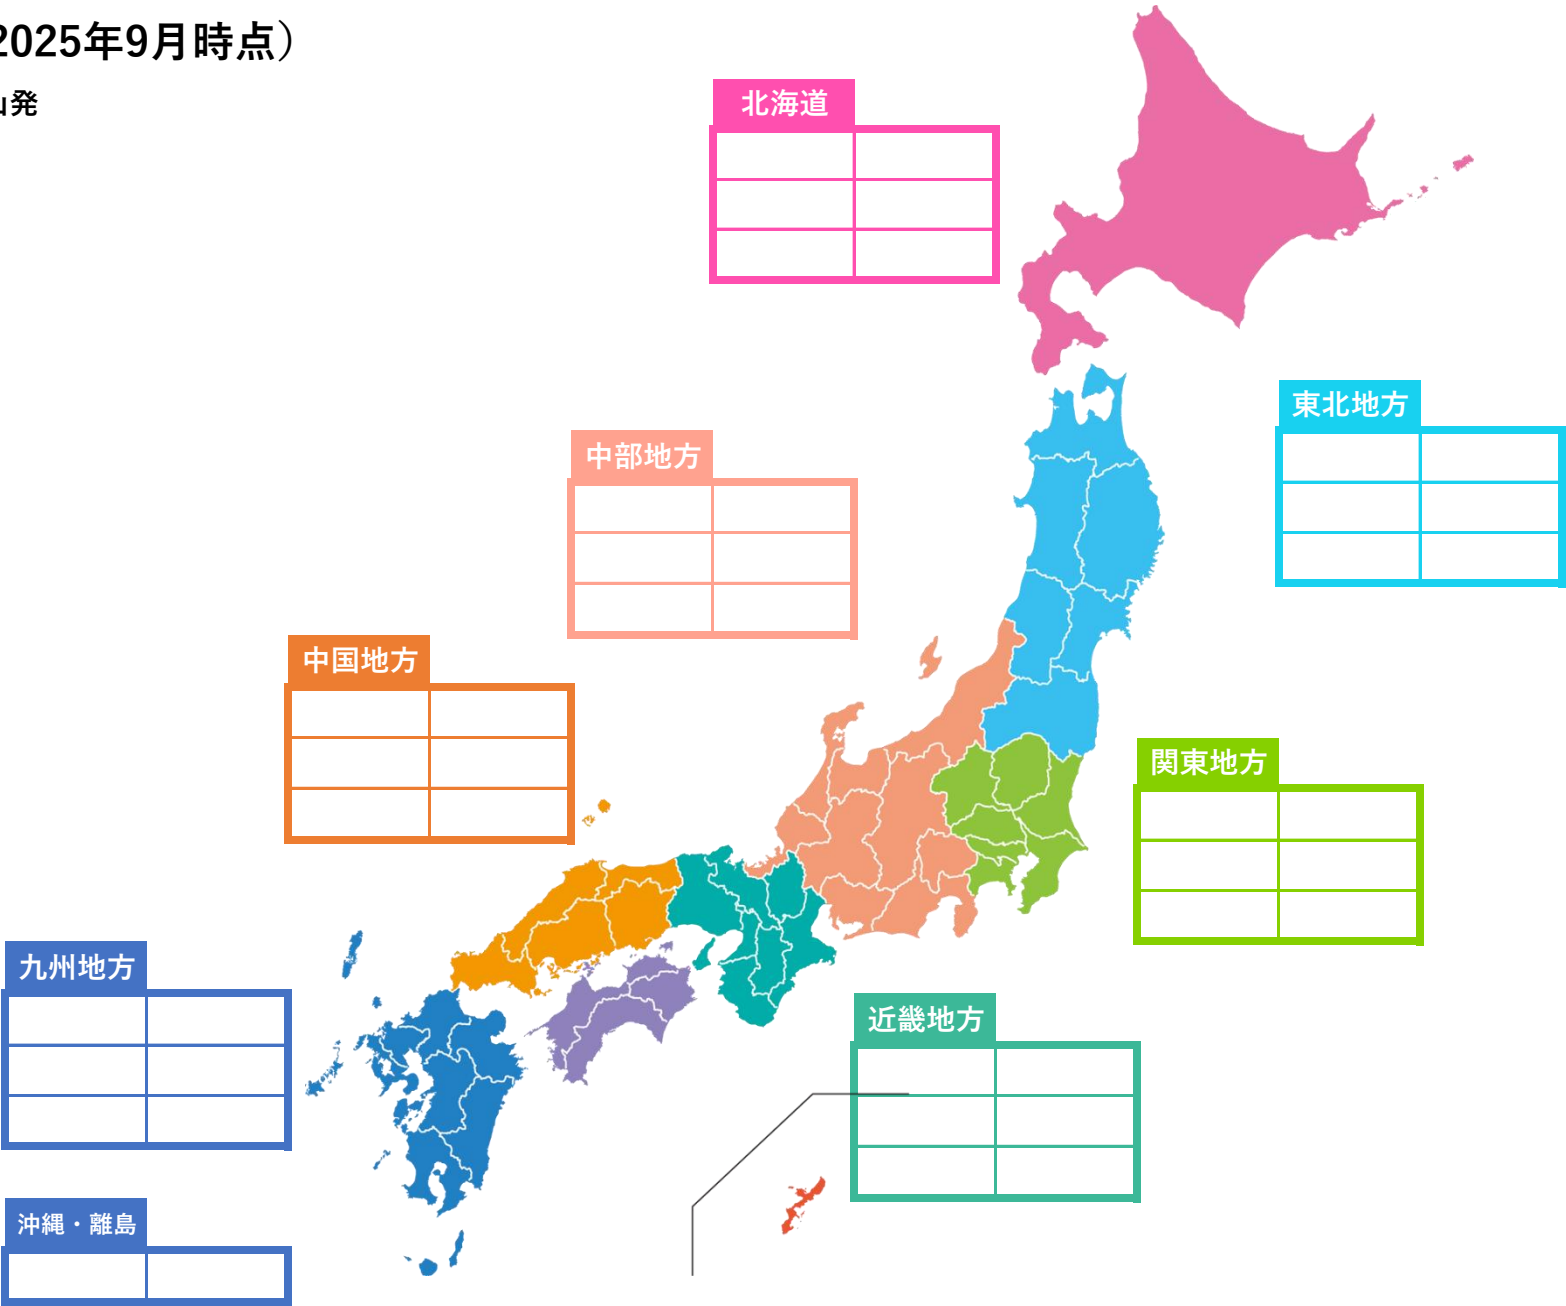 2025年9月時点）
山発
北海道
東北地方
中部地方
中国地方
関東地方
九州地方
近畿地方
沖縄・離島